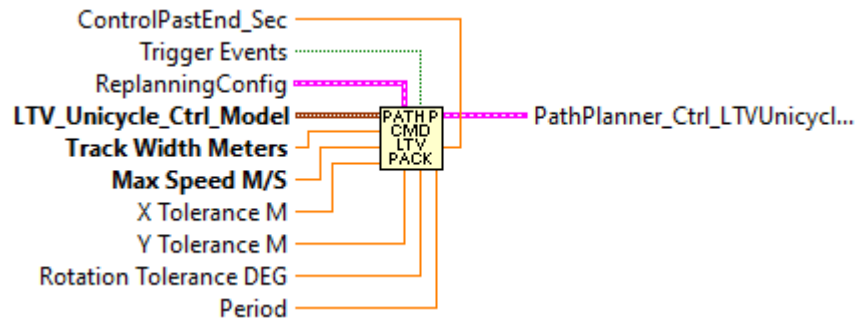 ControlPastEnd_Sec
Trigger Events
ReplanningConfig
LTV_Unicycle_Ctrl_Model
Track Width Meters
Max Speed M/S
X Tolerance M
Y Tolerance M
Rotation Tolerance DEG
Period
PATH P
CMD
LTV
PACK
PathPlanner_Ctrl_LTVUnicycl...